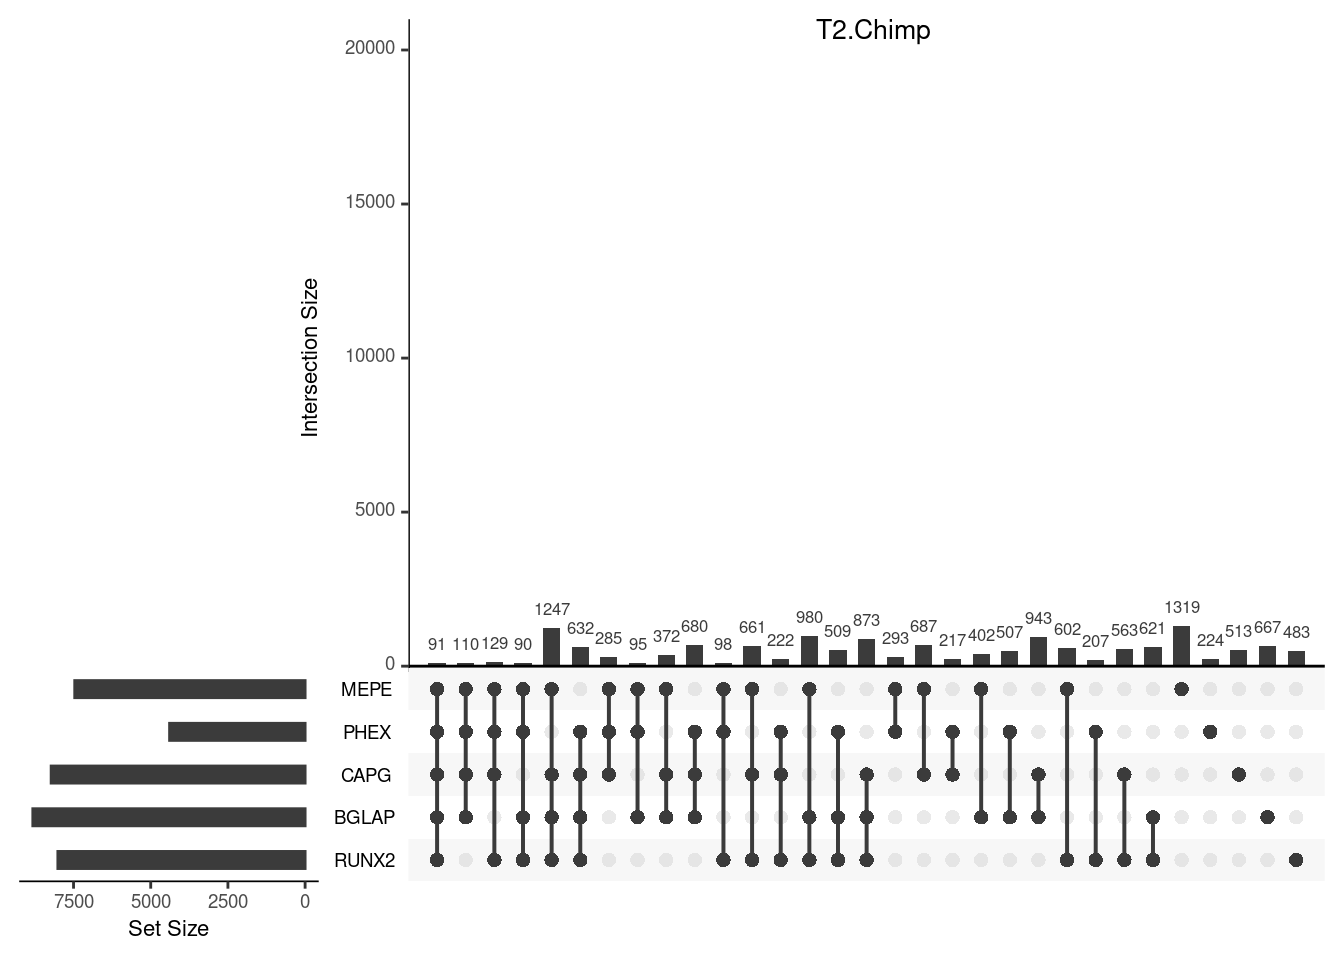 T2.Chimp
20000
15000
10000
5000
0
Intersection Size
91 110 129 90 1247 632 285 95 372 680 98 661 222 980 509 873 293 687 217 402 507 943 602 207 563 621 1319 224 513 667 483
MEPE
PHEX
CAPG
BGLAP
RUNX2
7500 5000 2500 0
Set Size